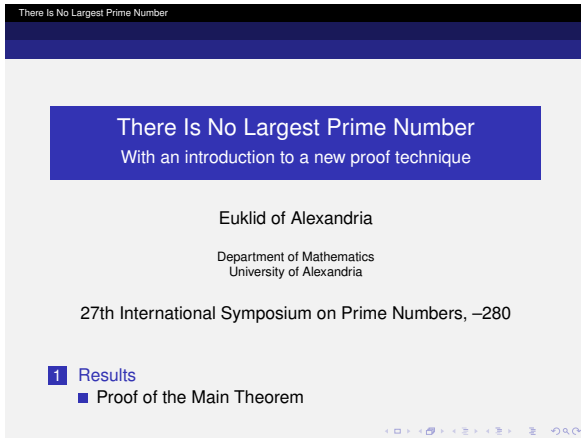 There Is No Largest Prime Number
There Is No Largest Prime Number
With an introduction to a new proof technique
Euklid of Alexandria
Department of Mathematics
University of Alexandria
27th International Symposium on Prime Numbers, –280
1 Results
Proof of the Main Theorem